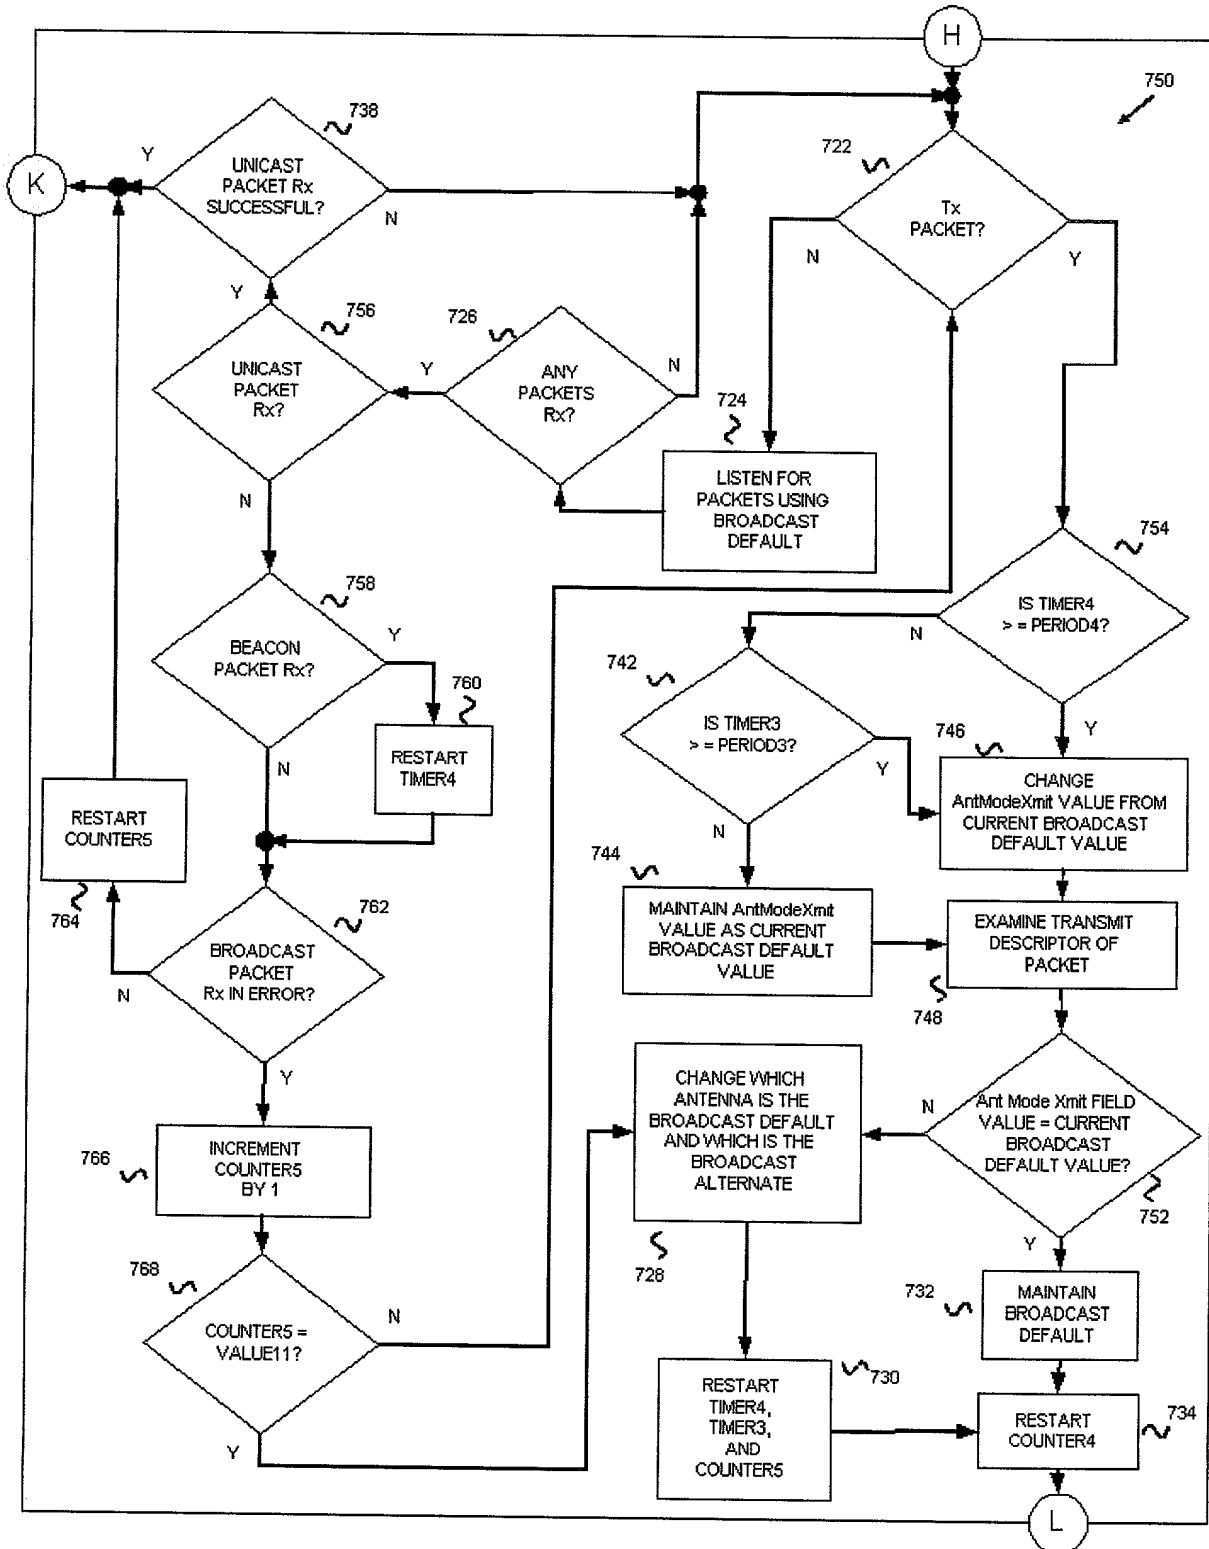 H
750
738
Y
UNICAST
PACKET Rx
SUCCESSFUL?
N
K
722
Tx
PACKET?
N
Y
Y
756
UNICAST
PACKET
Rx?
N
726
Y
ANY
PACKETS
Rx?
N
724
LISTEN FOR
PACKETS USING
BROADCAST
DEFAULT
754
IS TIMER4
> = PERIOD4?
N
Y
758
BEACON
PACKET Rx?
Y
N
760
RESTART
TIMER4
742
IS TIMER3
> = PERIOD3?
Y
N
746
CHANGE
AntModeXmit VALUE FROM
CURRENT BROADCAST
DEFAULT VALUE
RESTART
COUNTER5
764
762
BROADCAST
PACKET
Rx IN ERROR?
N
Y
744
MAINTAIN AntModeXmit
VALUE AS CURRENT
BROADCAST DEFAULT
VALUE
EXAMINE TRANSMIT
DESCRIPTOR OF
PACKET
748
CHANGE WHICH
ANTENNA IS THE
BROADCAST DEFAULT
AND WHICH IS THE
BROADCAST
ALTERNATE
728
N
Ant Mode Xmit FIELD
VALUE = CURRENT
BROADCAST
DEFAULT VALUE?
752
Y
766
INCREMENT
COUNTER5
BY 1
768
COUNTER5 =
VALUE11?
N
Y
732
MAINTAIN
BROADCAST
DEFAULT
RESTART
TIMER4,
TIMER3,
AND
COUNTER5
730
RESTART
COUNTER4
734
L